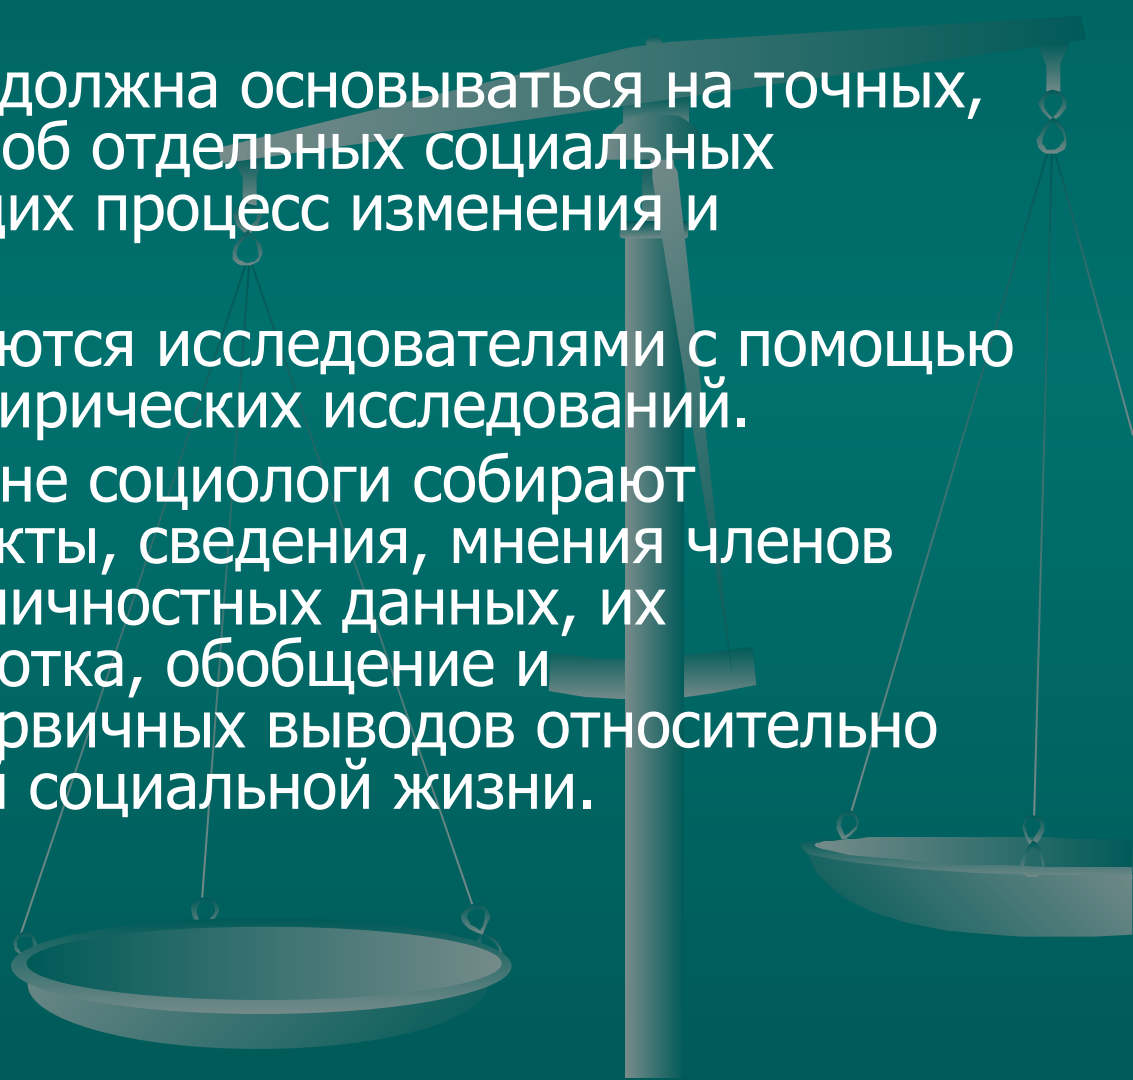 должна основываться на точных,
об отдельных социальных
щих процесс изменения и
ются исследователями с помощью
ирических исследований.
не социологи собирают
кты, сведения, мнения членов
личностных данных, их
отка, обобщение и
рвичных выводов относительно
й социальной жизни.